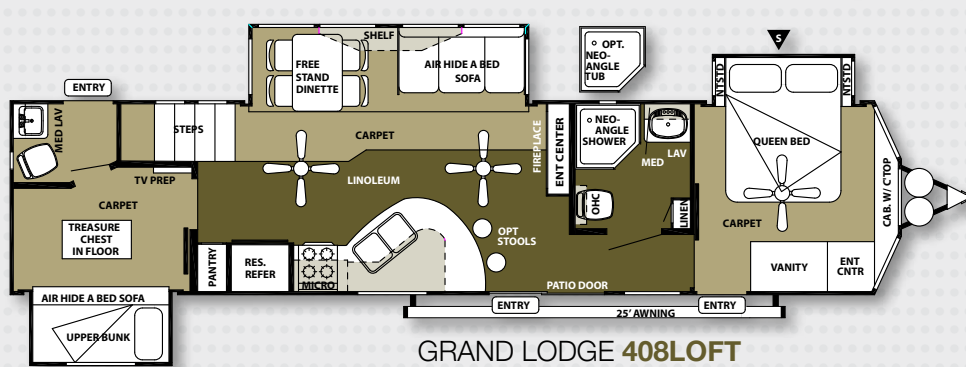 SHELF
FREE
STAND
DINETTE
AIR HIDE A BED
SOFA
OPT.
NEO-
ANGLE
TUB
S
NTSTD
NTSTD
QUEEN BED
ENTRY
MED LAV
STEPS
CARPET
FIREPLACE
ENT CENTER
NEO-
ANGLE
SHOWER
MED
LAV
TV PREP
LINOLEUM
OHC
LINEN
CARPET
CAB. W/ C'TOP
CARPET
TREASURE
CHEST
IN FLOOR
OPT
STOOLS
PANTRY
RES.
REFER
MICRO
PATIO DOOR
VANITY
ENT
CNTR
AIR HIDE A BED SOFA
UPPER BUNK
ENTRY
ENTRY
25' AWNING
GRAND LODGE 408LOFT